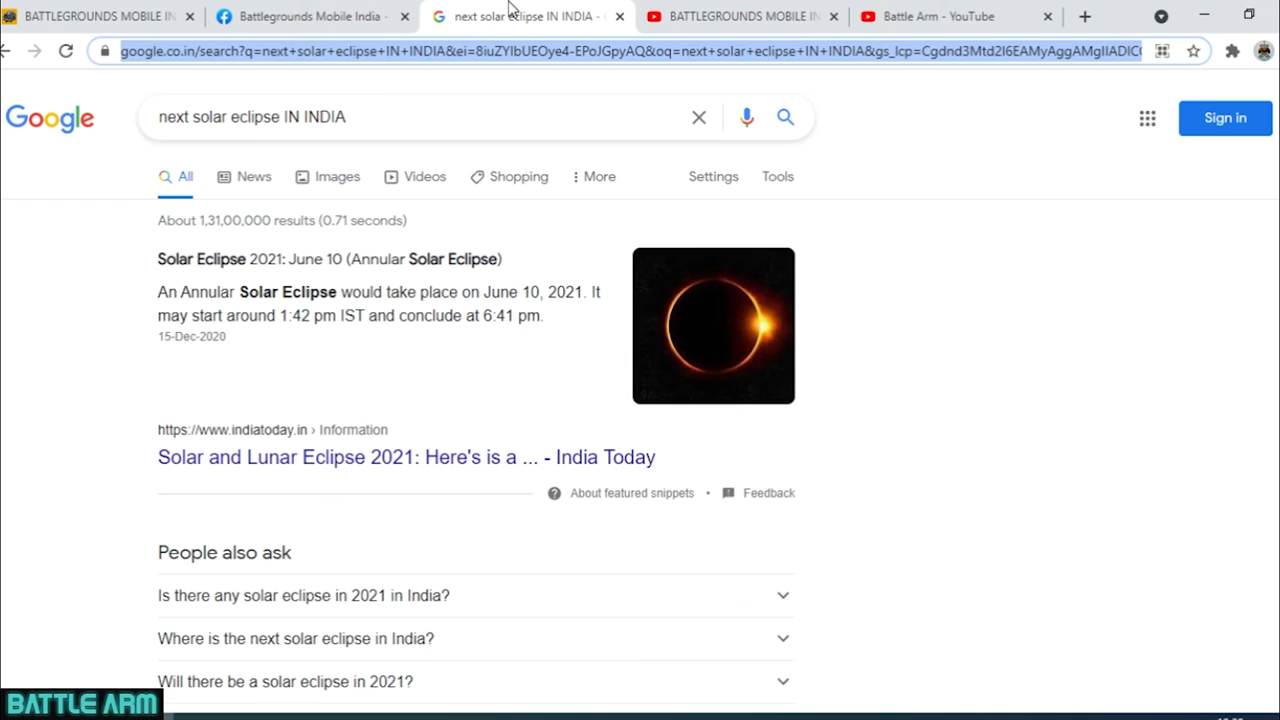 BATTLEGROUNDS MOBILE IN
Battlegrounds Mobile India -
next solar eclipse IN INDIA -
BATTLEGROUNDS MOBILE IN
Battle Arm - YouTube
google.co.in/search?q=next+solar+eclipse+IN+INDIA&ei=8iuZYIbUEOye4-EPoJGpyAQ&oq=next+solar+eclipse+IN+INDIA&gs_lcp=Cgdnd3Mtd2l6EAMyAggAMgIIADIC
Google
next solar eclipse IN INDIA
Sign in
All
News
Images
Videos
Shopping
More
Settings
Tools
About 1,31,00,000 results (0.71 seconds)
Solar Eclipse 2021: June 10 (Annular Solar Eclipse)
An Annular Solar Eclipse would take place on June 10, 2021. It
may start around 1:42 pm IST and conclude at 6:41 pm.
15-Dec-2020
https://www.indiatoday.in › Information
Solar and Lunar Eclipse 2021: Here's is a ... - India Today
About featured snippets • Feedback
People also ask
Is there any solar eclipse in 2021 in India?
Where is the next solar eclipse in India?
Will there be a solar eclipse in 2021?
BATTLE ARM